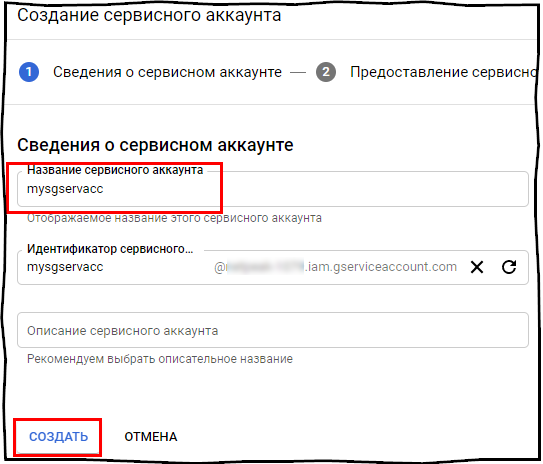 Создание сервисного аккаунта
1 Сведения о сервисном аккаунте — 2 Предоставление сервисно
Сведения о сервисном аккаунте
Название сервисного аккаунта
mysgservacc
Отображаемое название этого сервисного аккаунта
Идентификатор сервисного...
mysgservacc @ .iam.gserviceaccount.com
Описание сервисного аккаунта
Рекомендуем выбрать описательное название
СОЗДАТЬ ОТМЕНА